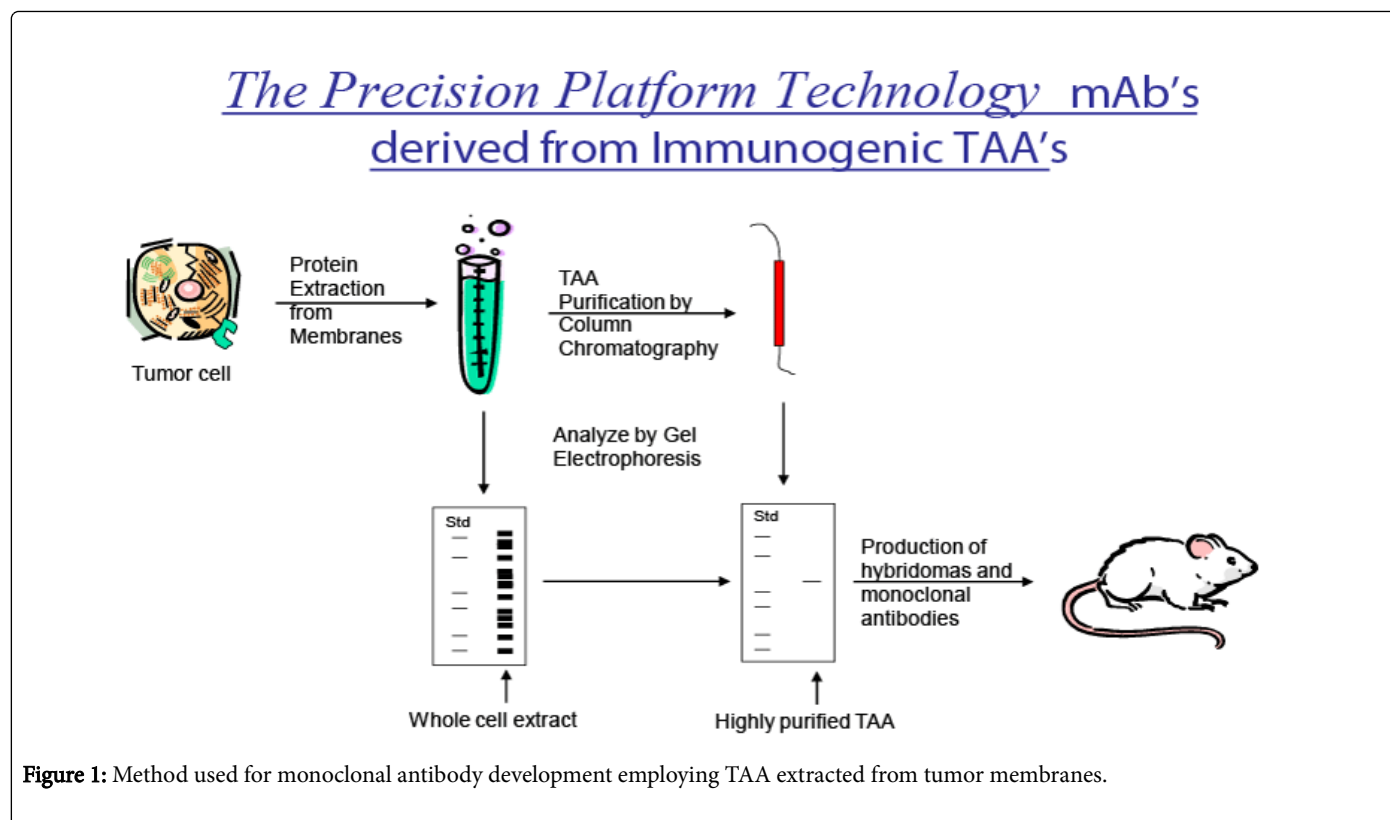 The Precision Platform Technology mAb's
derived from Immunogenic TAA's
Protein
Extraction
from
Membranes
TAA
Purification by
Column
Chromatography
Tumor cell
Analyze by Gel
Electrophoresis
Std
Std
Production of
hybridomas and
monoclonal
antibodies
Whole cell extract
Highly purified TAA
Figure 1: Method used for monoclonal antibody development employing TAA extracted from tumor membranes.